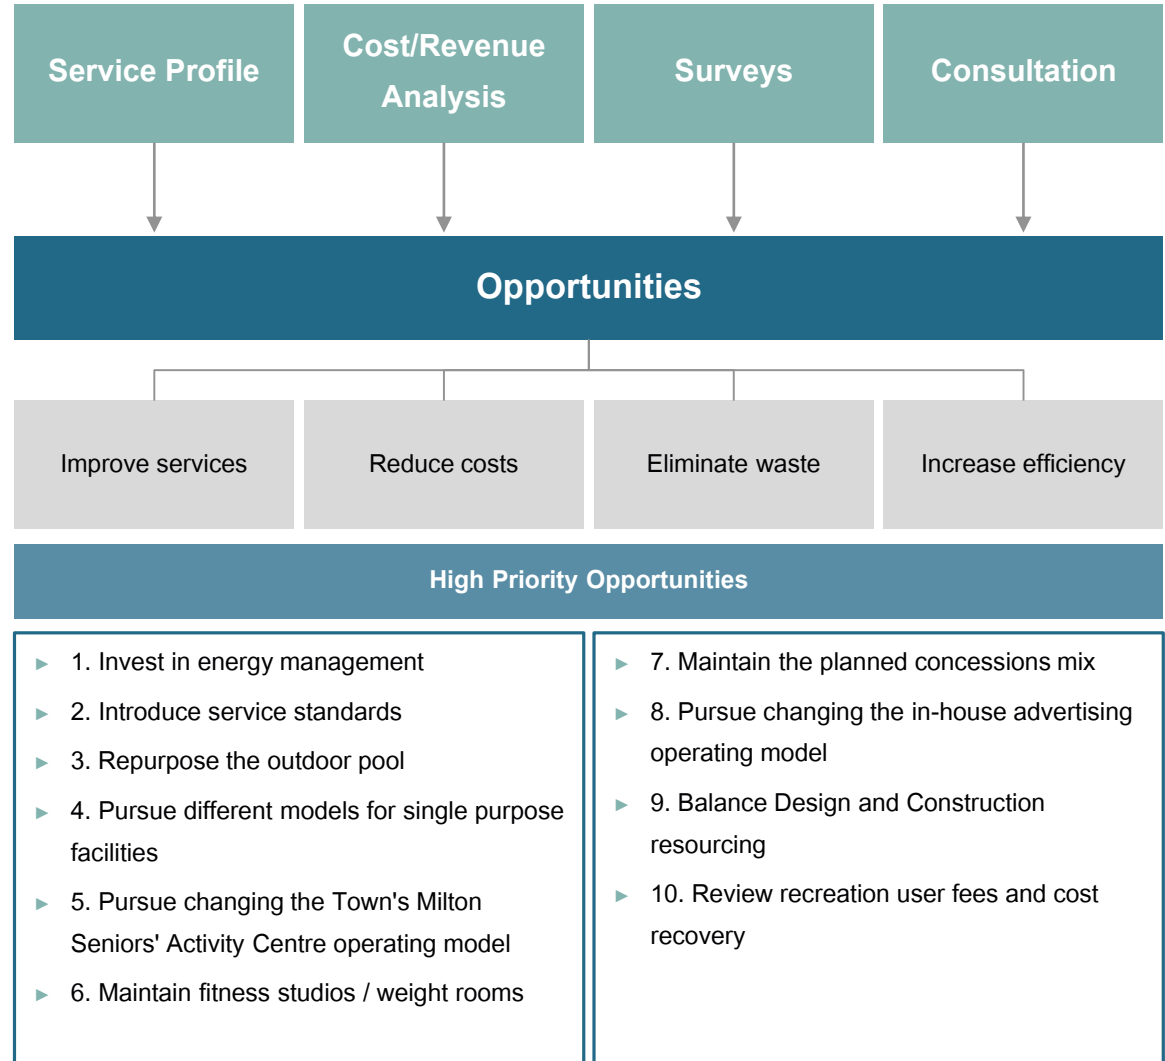 Service Profile
Cost/Revenue
Analysis
Surveys
Consultation
Opportunities
Improve services
Reduce costs
Eliminate waste
Increase efficiency
High Priority Opportunities
► 1. Invest in energy management
► 2. Introduce service standards
► 3. Repurpose the outdoor pool
► 4. Pursue different models for single purpose
facilities
► 5. Pursue changing the Town's Milton
Seniors' Activity Centre operating model
► 6. Maintain fitness studios / weight rooms
► 7. Maintain the planned concessions mix
► 8. Pursue changing the in-house advertising
operating model
► 9. Balance Design and Construction
resourcing
► 10. Review recreation user fees and cost
recovery